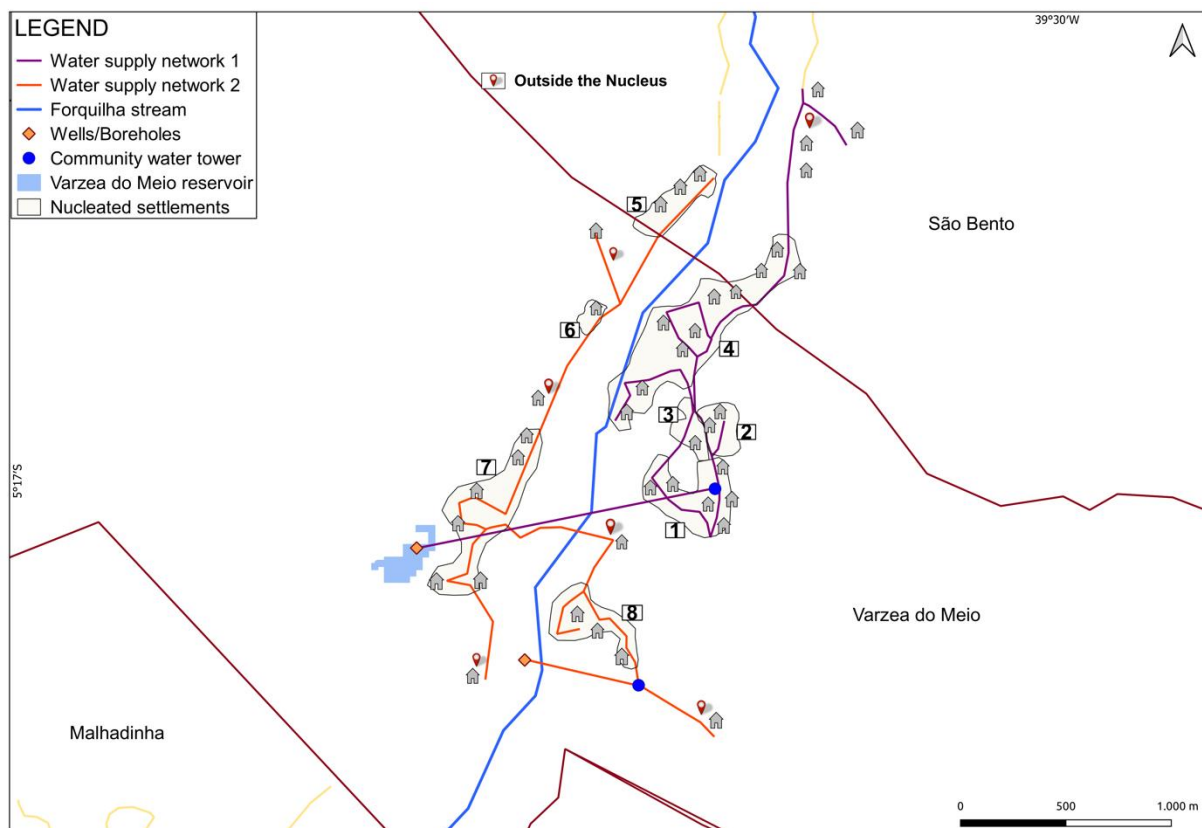 LEGEND
Water supply network 1
Water supply network 2
Forquilha stream
Wells/Boreholes
Community water tower
Varzea do Meio reservoir
Nucleated settlements
Outside the Nucleus
39°30'W
São Bento
5
6
4
3
2
7
5°17'S
1
8
Varzea do Meio
Malhadinha
0 500 1.000 m